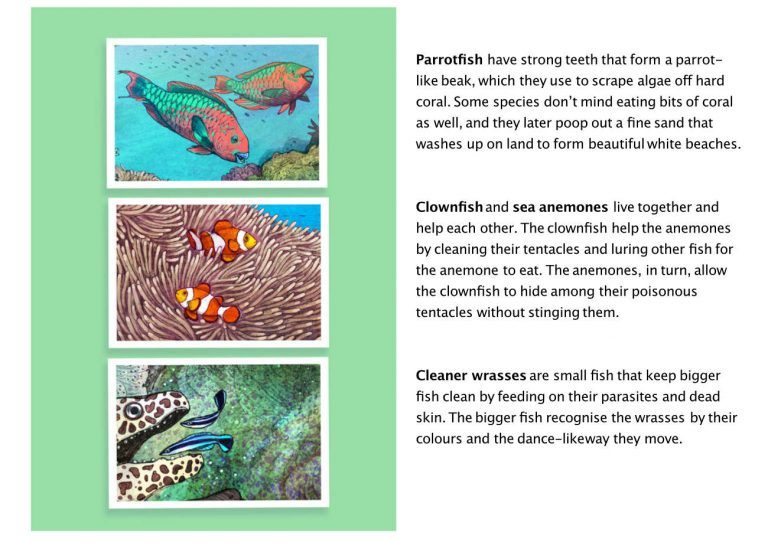 Parrotfish have strong teeth that form a parrot-
like beak, which they use to scrape algae off hard
coral. Some species don't mind eating bits of coral
as well, and they later poop out a fine sand that
washes up on land to form beautiful white beaches.
Clownfish and sea anemones live together and
help each other. The clownfish help the anemones
by cleaning their tentacles and luring other fish for
the anemone to eat. The anemones, in turn, allow
the clownfish to hide among their poisonous
tentacles without stinging them.
Cleaner wrasses are small fish that keep bigger
fish clean by feeding on their parasites and dead
skin. The bigger fish recognise the wrasses by their
colours and the dance-likeway they move.